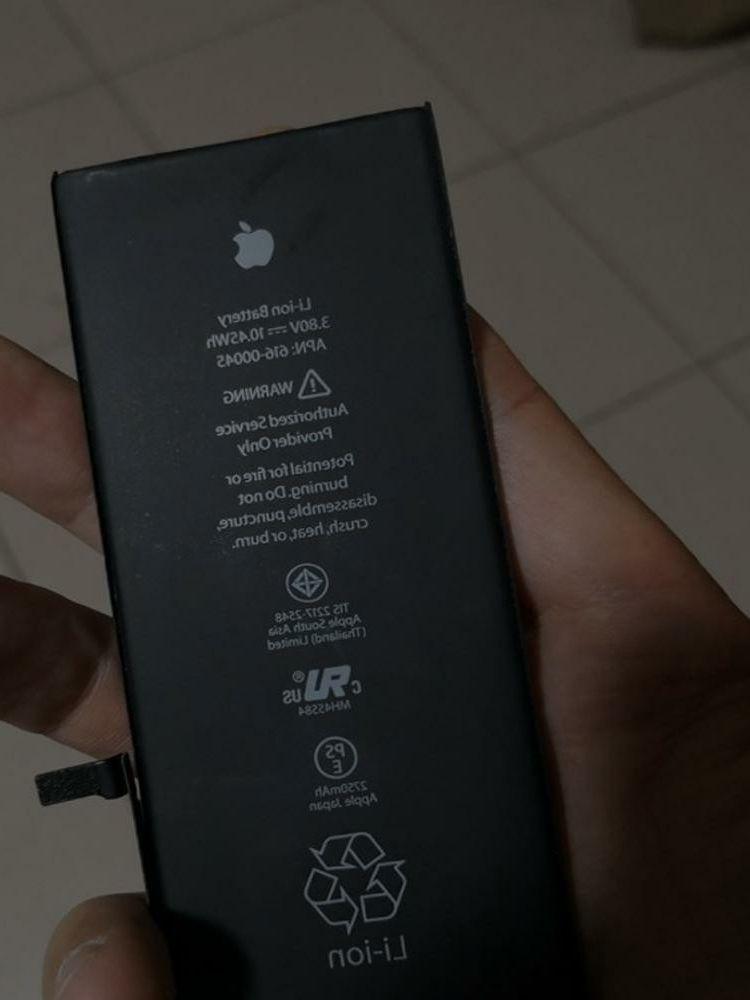 Li-ion Battery
3.80V ⎓ 10.45Wh
APN: 616-00045
WARNING
Authorized Service
Provider Only
Potential for fire or
burning. Do not
disassemble, puncture,
crush, heat, or burn.
TIS 2217-2548
Apple South Asia
(Thailand) Limited
c RU® US
MH45584
PS
E
2750mAh
Apple Japan
Li-ion